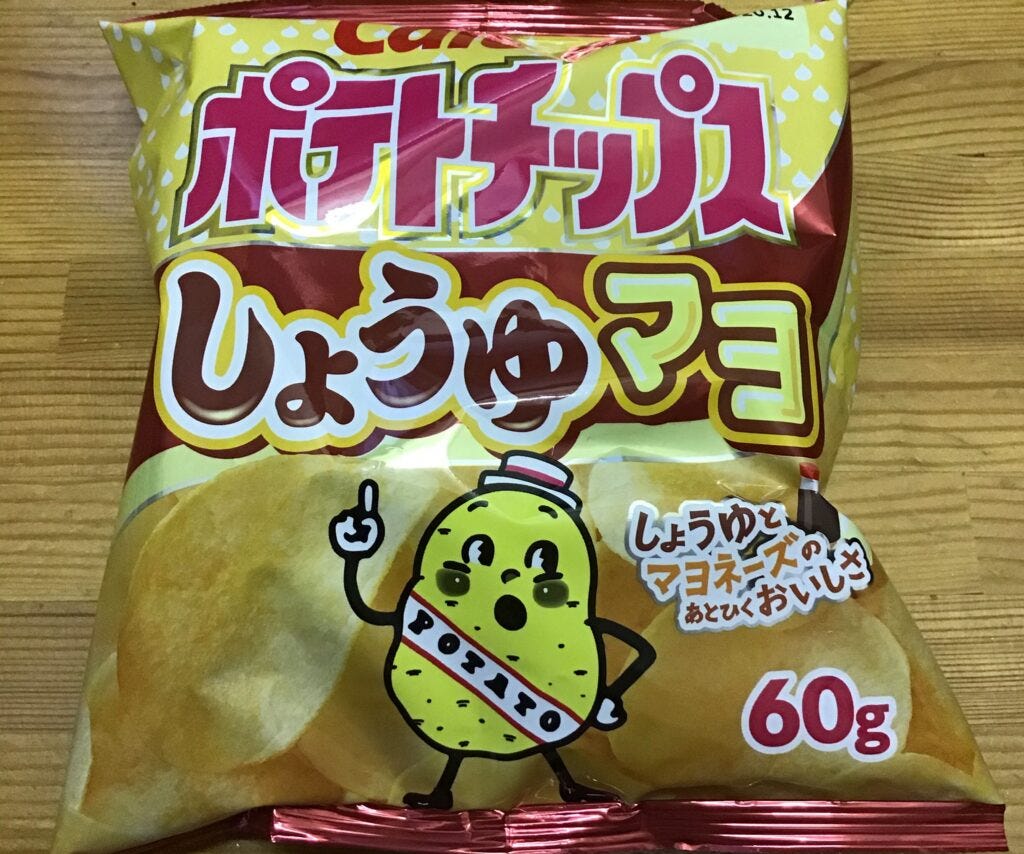 ポテトチップス
しょうゆマヨ
しょうゆと
マヨネーズの
あとひくおいしさ
POTATO
60g